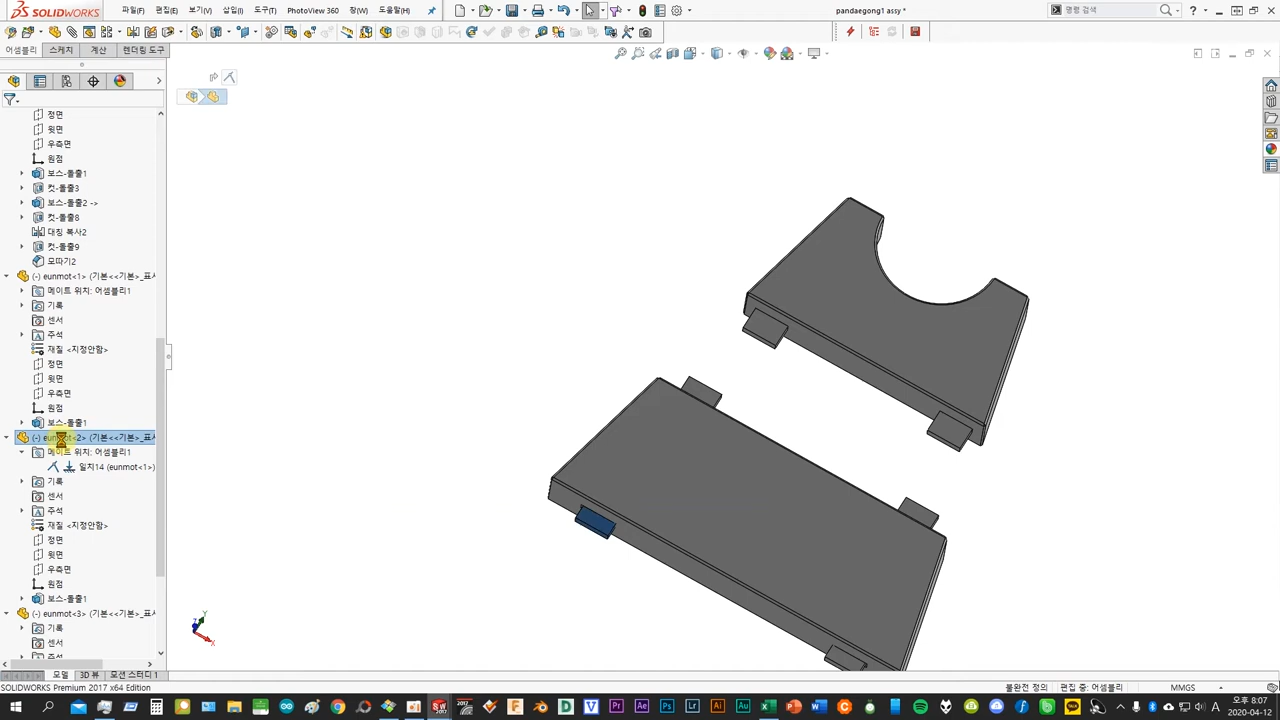 SOLIDWORKS
파일(F)
편집(E)
보기(V)
삽입(I)
도구(T)
PhotoView 360
창(W)
도움말(H)
pandaegong1 assy *
명령 검색
어셈블리
스케치
계산
렌더링 도구
정면
윗면
우측면
원점
보스-돌출1
컷-돌출3
보스-돌출2 ->
컷-돌출8
대칭 복사2
컷-돌출9
모따기2
(-) eunmot<1> (기본<<기본>_표시
메이트 위치: 어셈블리1
기록
센서
주석
재질 <지정안함>
정면
윗면
우측면
원점
보스-돌출1
(-) eunmot<2> (기본<<기본>_표시
메이트 위치: 어셈블리1
일치14 (eunmot<1>)
기록
센서
주석
재질 <지정안함>
정면
윗면
우측면
원점
보스-돌출1
(-) eunmot<3> (기본<<기본>_표시
기록
센서
Y
Z
X
모델
3D 뷰
모션 스터디 1
SOLIDWORKS Premium 2017 x64 Edition
불완전 정의
편집 중: 어셈블리
MMGS
오후 8:07
2020-04-12